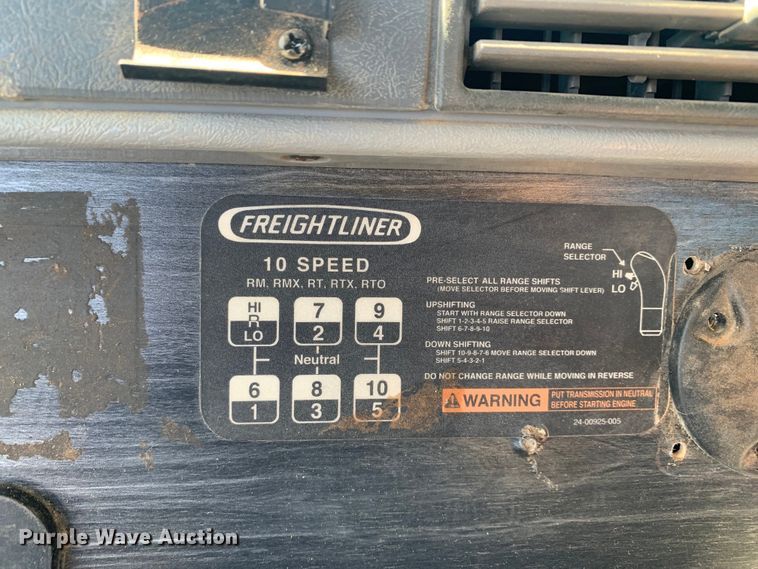 FREIGHTLINER
10 SPEED
RM, RMX, RT, RTX, RTO
HI 7 9
R
LO 2 4
Neutral
6 8 10
1 3 5
RANGE
SELECTOR
HI
LO
PRE-SELECT ALL RANGE SHIFTS
(MOVE SELECTOR BEFORE MOVING SHIFT LEVER)
UPSHIFTING
START WITH RANGE SELECTOR DOWN
SHIFT 1-2-3-4-5 RAISE RANGE SELECTOR
SHIFT 6-7-8-9-10
DOWN SHIFTING
SHIFT 10-9-8-7-6 MOVE RANGE SELECTOR DOWN
SHIFT 5-4-3-2-1
DO NOT CHANGE RANGE WHILE MOVING IN REVERSE
WARNING
PUT TRANSMISSION IN NEUTRAL
BEFORE STARTING ENGINE
24-00925-005
Purple Wave Auction